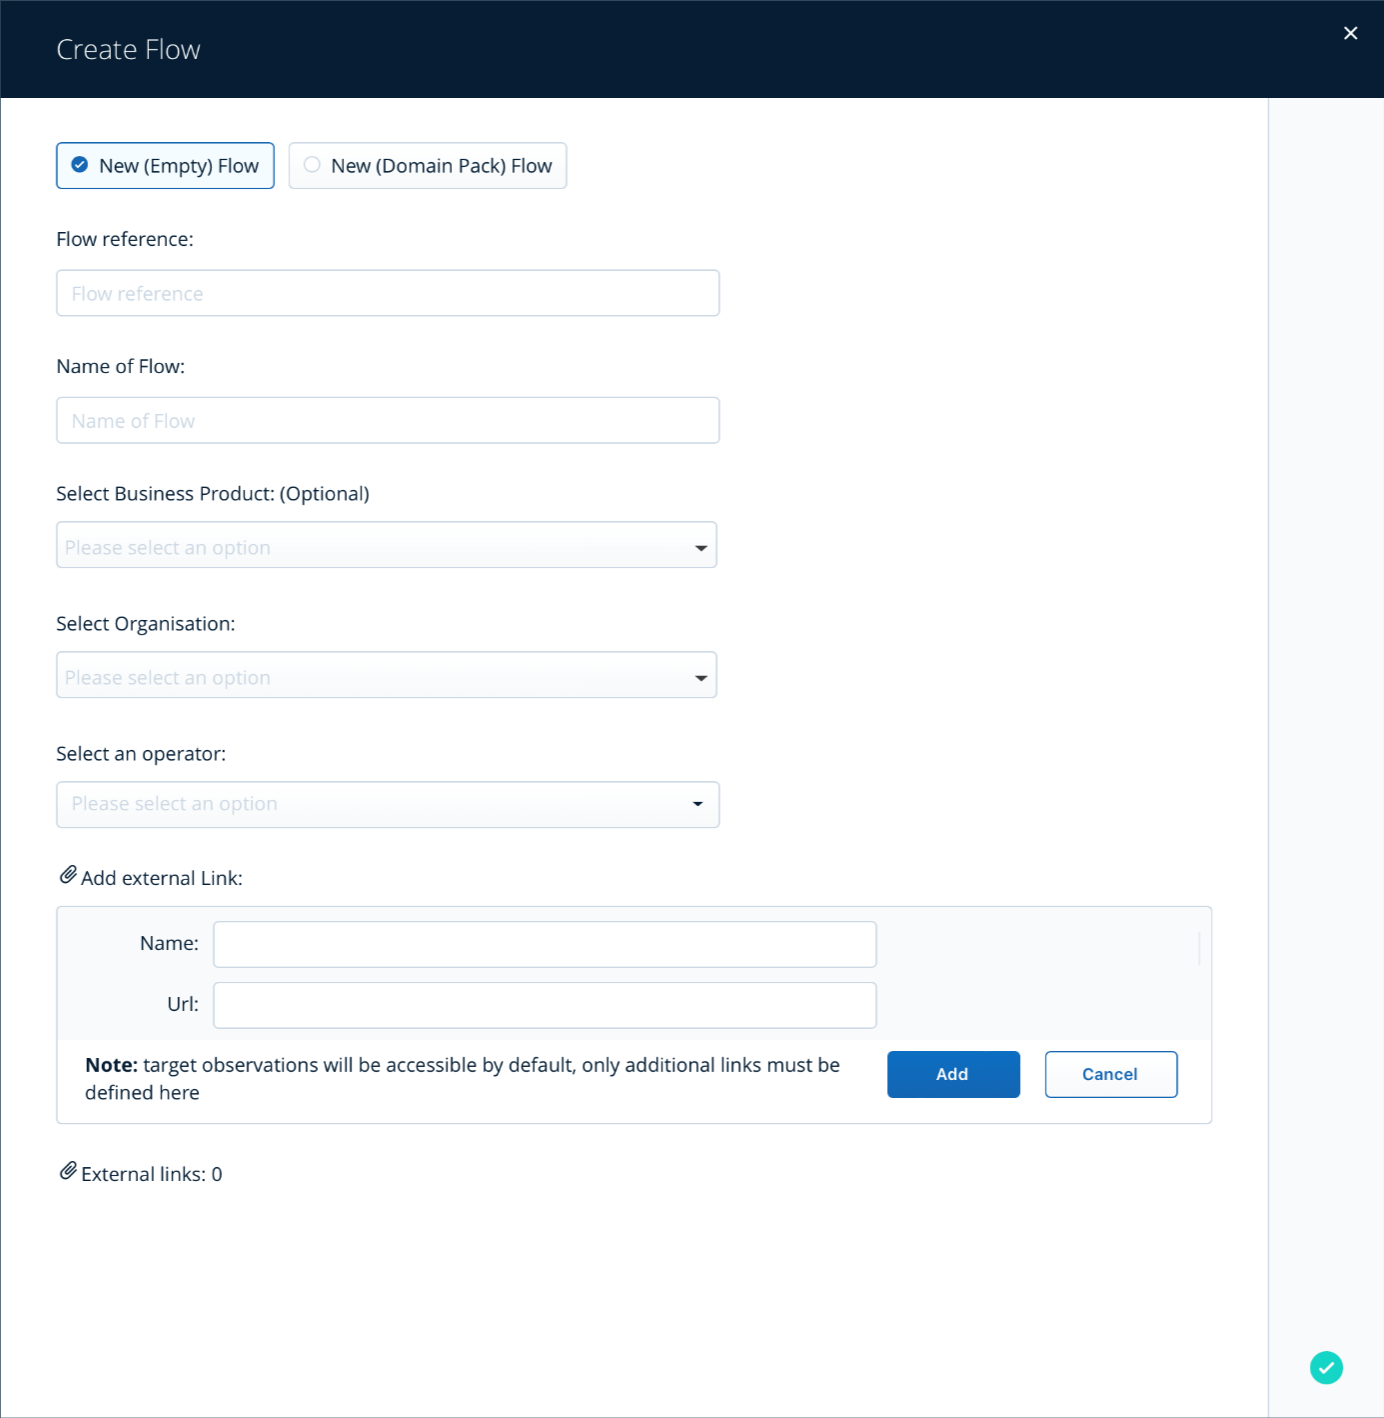 Create Flow
New (Empty) Flow
New (Domain Pack) Flow
Flow reference:
Flow reference
Name of Flow:
Name of Flow
Select Business Product: (Optional)
Please select an option
Select Organisation:
Please select an option
Select an operator:
Please select an option
Add external Link:
Name:
Url:
Note: target observations will be accessible by default, only additional links must be
defined here
Add
Cancel
External links: 0